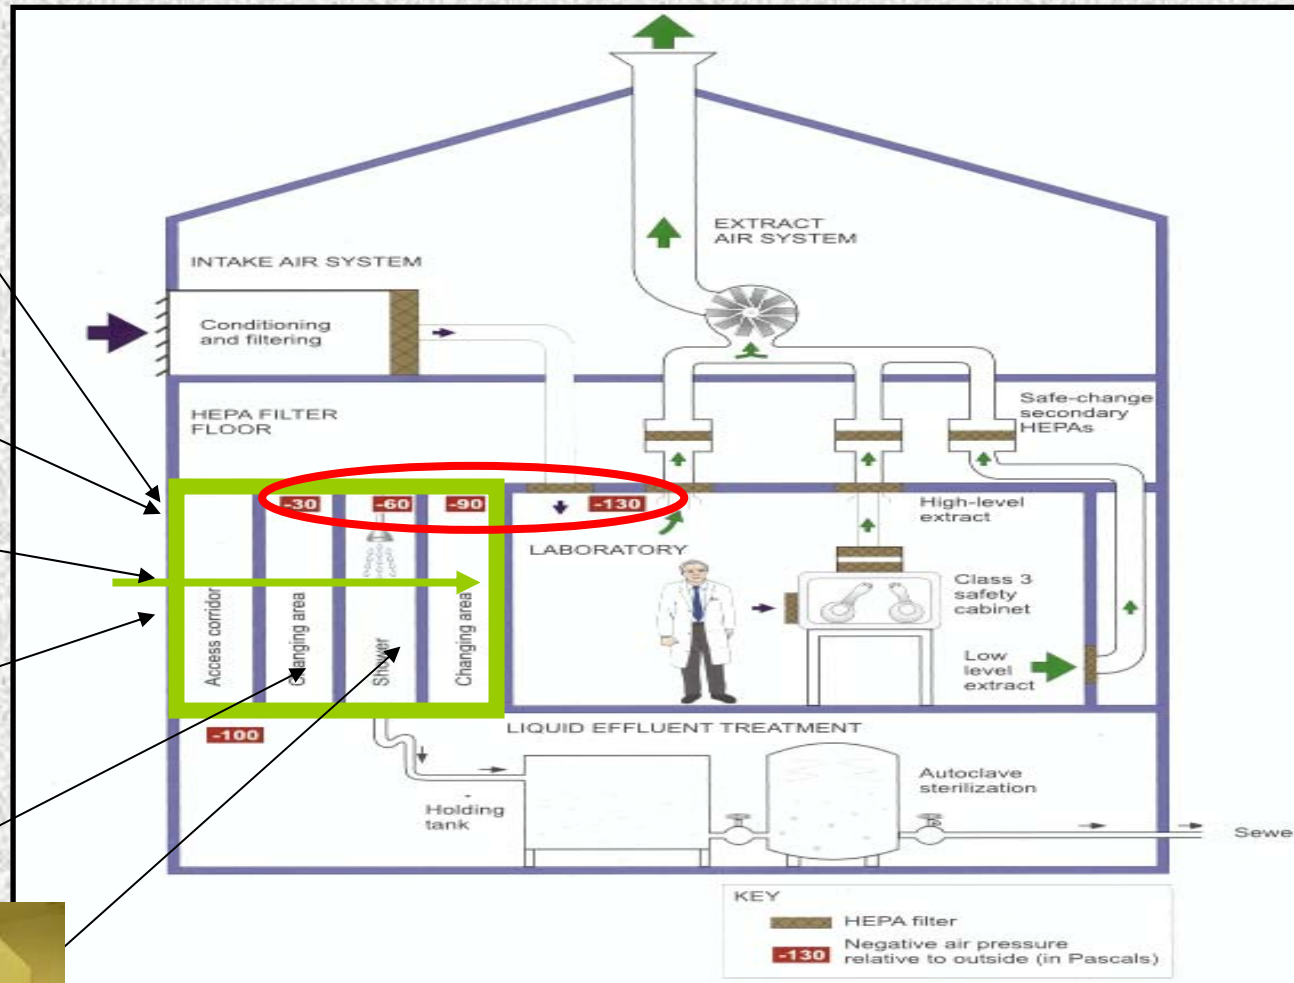 EXTRACT
AIR SYSTEM
INTAKE AIR SYSTEM
Conditioning
and filtering
HEPA FILTER
FLOOR
Safe-change
secondary
HEPAs
-30
-60
-90
-130
High-level
extract
LABORATORY
Class 3
safety
cabinet
Access corridor
Changing area
Shower
Changing area
Low
level
extract
-100
LIQUID EFFLUENT TREATMENT
Autoclave
sterilization
Holding
tank
Sewe
KEY
HEPA filter
-130
Negative air pressure
relative to outside (in Pascals)